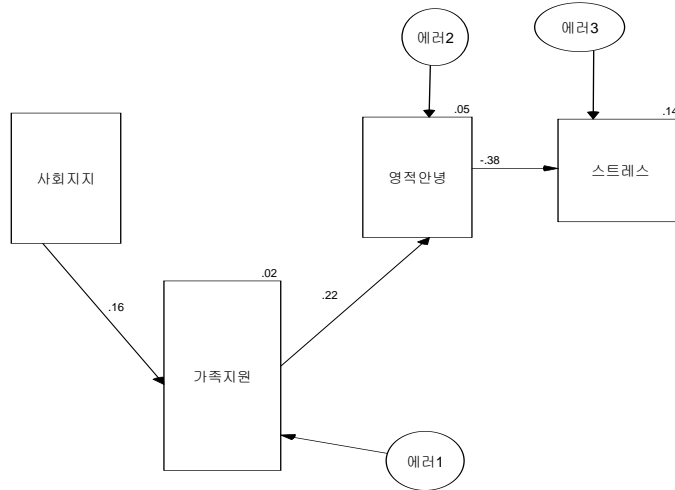 에러2
에러3
.05
.14
사회지지
영적안녕
-.38
스트레스
.02
.16
.22
가족지원
에러1